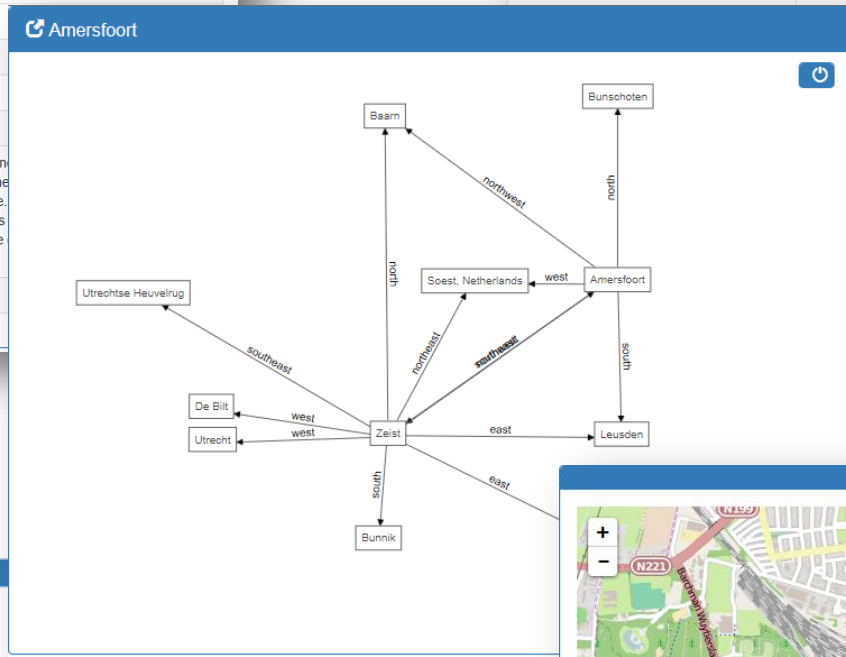 Amersfoort
Bunschoten
Baarn
northwest
north
Utrechtse Heuvelrug
north
Soest, Netherlands
west
Amersfoort
southeast
northeast
south
De Bilt
west
Utrecht
west
Zeist
east
Leusden
south
east
Bunnik
+
−
N199
N221